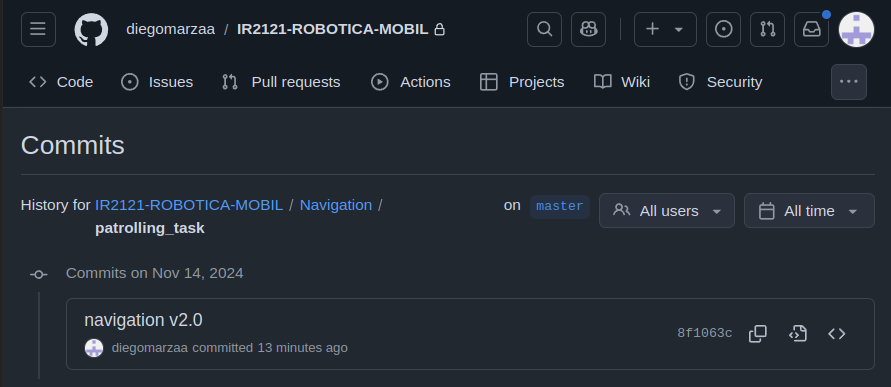 diegomarzaa / IR2121-ROBOTICA-MOBIL
Code Issues Pull requests Actions Projects Wiki Security
Commits
History for IR2121-ROBOTICA-MOBIL / Navigation / on master All users All time
patrolling_task
Commits on Nov 14, 2024
navigation v2.0
8f1063c
diegomarzaa committed 13 minutes ago